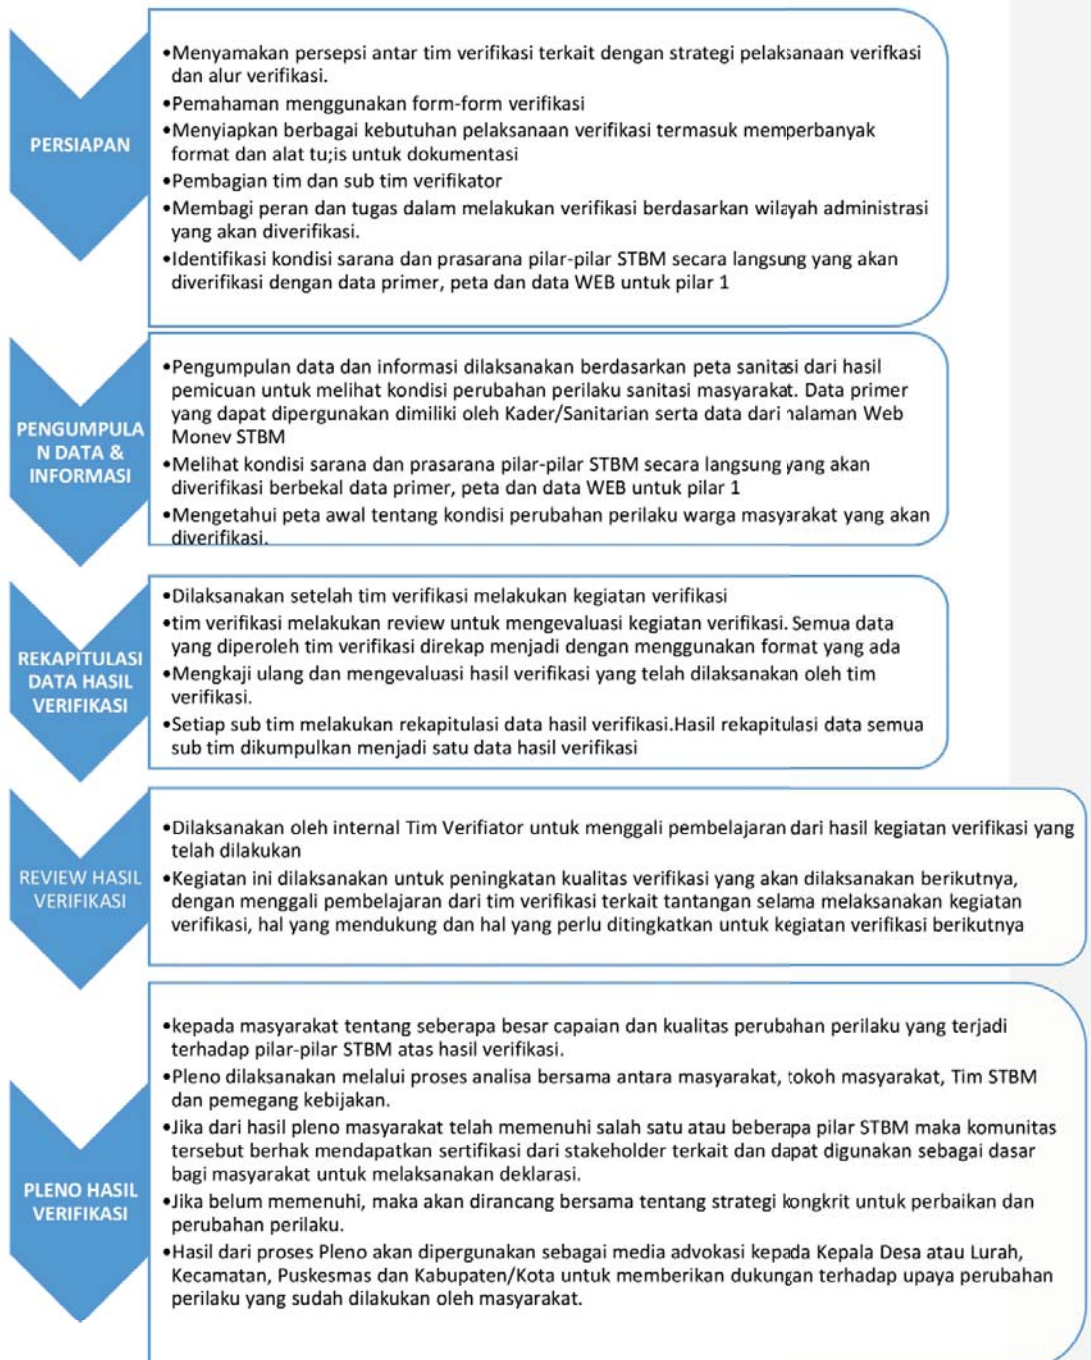 PERSIAPAN
•Menyamakan persepsi antar tim verifikasi terkait dengan strategi pelaksanaan verifkasi
dan alur verifikasi.
•Pemahaman menggunakan form-form verifikasi
•Menyiapkan berbagai kebutuhan pelaksanaan verifikasi termasuk memperbanyak
format dan alat tu;is untuk dokumentasi
•Pembagian tim dan sub tim verifikator
•Membagi peran dan tugas dalam melakukan verifikasi berdasarkan wilayah administrasi
yang akan diverifikasi.
•Identifikasi kondisi sarana dan prasarana pilar-pilar STBM secara langsung yang akan
diverifikasi dengan data primer, peta dan data WEB untuk pilar 1
PENGUMPULA
N DATA &
INFORMASI
•Pengumpulan data dan informasi dilaksanakan berdasarkan peta sanitasi dari hasil
pemicuan untuk melihat kondisi perubahan perilaku sanitasi masyarakat. Data primer
yang dapat dipergunakan dimiliki oleh Kader/Sanitarian serta data dari halaman Web
Monev STBM
•Melihat kondisi sarana dan prasarana pilar-pilar STBM secara langsung yang akan
diverifikasi berbekal data primer, peta dan data WEB untuk pilar 1
•Mengetahui peta awal tentang kondisi perubahan perilaku warga masyarakat yang akan
diverifikasi.
REKAPITULASI
DATA HASIL
VERIFIKASI
•Dilaksanakan setelah tim verifikasi melakukan kegiatan verifikasi
•tim verifikasi melakukan review untuk mengevaluasi kegiatan verifikasi. Semua data
yang diperoleh tim verifikasi direkap menjadi dengan menggunakan format yang ada
•Mengkaji ulang dan mengevaluasi hasil verifikasi yang telah dilaksanakan oleh tim
verifikasi.
•Setiap sub tim melakukan rekapitulasi data hasil verifikasi.Hasil rekapitulasi data semua
sub tim dikumpulkan menjadi satu data hasil verifikasi
REVIEW HASIL
VERIFIKASI
•Dilaksanakan oleh internal Tim Verifiator untuk menggali pembelajaran dari hasil kegiatan verifikasi yang
telah dilakukan
•Kegiatan ini dilaksanakan untuk peningkatan kualitas verifikasi yang akan dilaksanakan berikutnya,
dengan menggali pembelajaran dari tim verifikasi terkait tantangan selama melaksanakan kegiatan
verifikasi, hal yang mendukung dan hal yang perlu ditingkatkan untuk kegiatan verifikasi berikutnya
PLENO HASIL
VERIFIKASI
•kepada masyarakat tentang seberapa besar capaian dan kualitas perubahan perilaku yang terjadi
terhadap pilar-pilar STBM atas hasil verifikasi.
•Pleno dilaksanakan melalui proses analisa bersama antara masyarakat, tokoh masyarakat, Tim STBM
dan pemegang kebijakan.
•Jika dari hasil pleno masyarakat telah memenuhi salah satu atau beberapa pilar STBM maka komunitas
tersebut berhak mendapatkan sertifikasi dari stakeholder terkait dan dapat digunakan sebagai dasar
bagi masyarakat untuk melaksanakan deklarasi.
•Jika belum memenuhi, maka akan dirancang bersama tentang strategi kongkrit untuk perbaikan dan
perubahan perilaku.
•Hasil dari proses Pleno akan dipergunakan sebagai media advokasi kepada Kepala Desa atau Lurah,
Kecamatan, Puskesmas dan Kabupaten/Kota untuk memberikan dukungan terhadap upaya perubahan
perilaku yang sudah dilakukan oleh masyarakat.